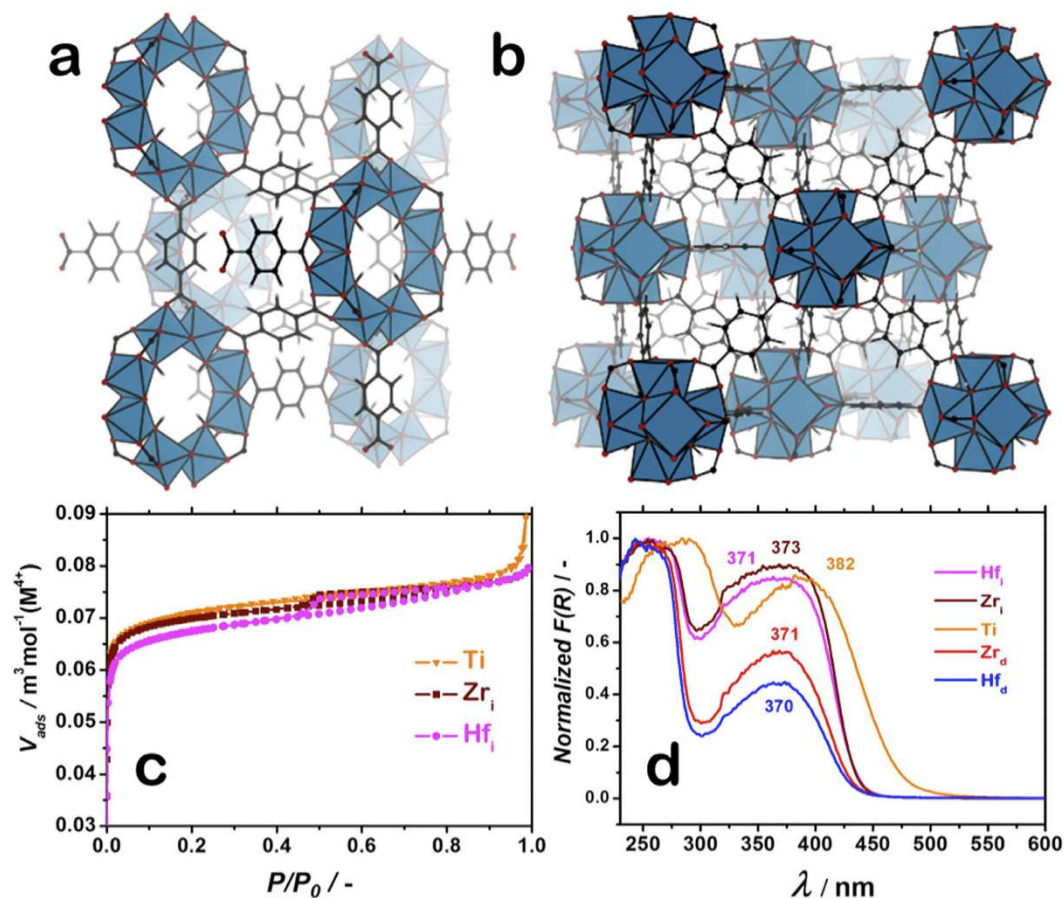 a
b
0.09
0.08
0.07
0.06
0.05
0.04
0.03
V_ads / m³ mol⁻¹ (M⁴⁺)
Ti
Zr_i
Hf_i
c
0.0 0.2 0.4 0.6 0.8 1.0
P/P₀ / -
1.0
0.8
0.6
0.4
0.2
0.0
Normalized F(R) / -
371
373
382
371
370
Hf_i
Zr_i
Ti
Zr_d
Hf_d
d
250 300 350 400 450 500 550 600
λ / nm